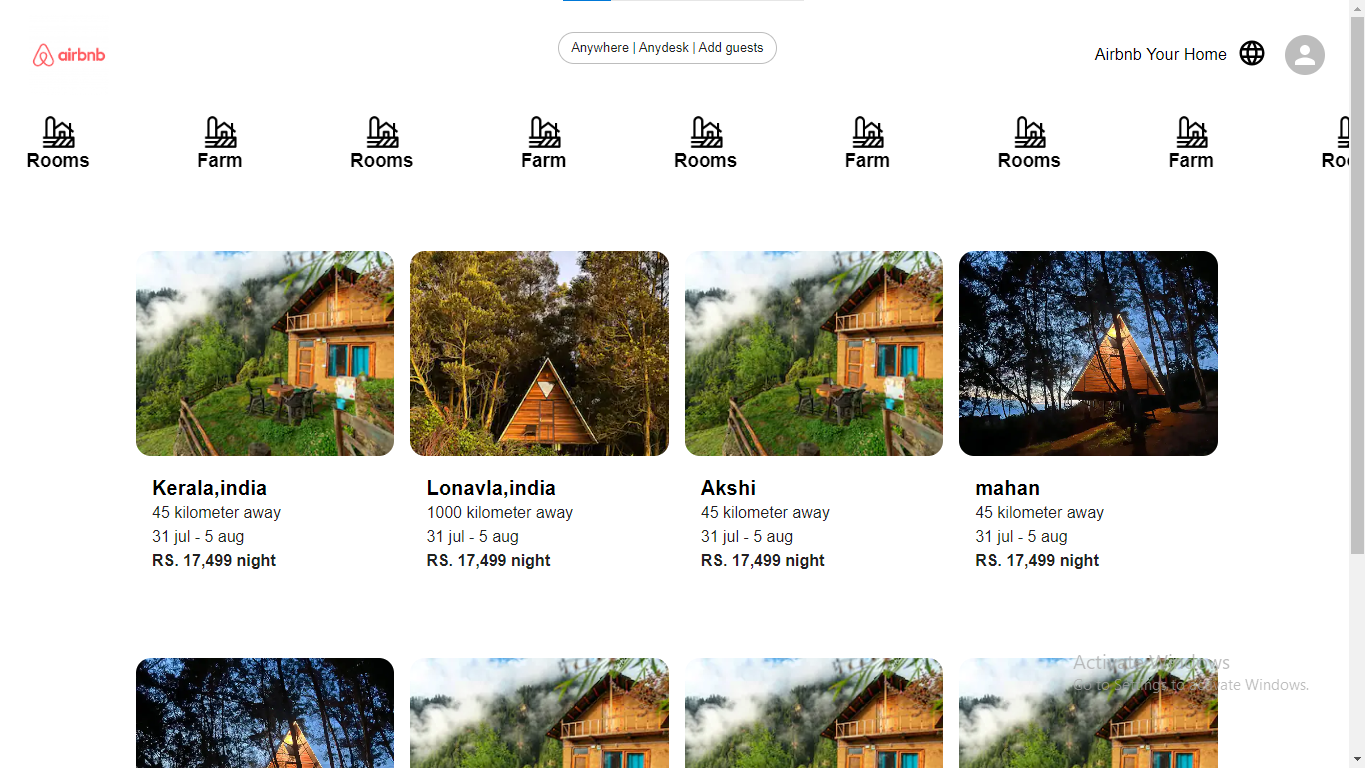 airbnb
Anywhere | Anydesk | Add guests
Airbnb Your Home
Rooms Farm Rooms Farm Rooms Farm Rooms Farm
Kerala,india
45 kilometer away
31 jul - 5 aug
RS. 17,499 night
Lonavla,india
1000 kilometer away
31 jul - 5 aug
RS. 17,499 night
Akshi
45 kilometer away
31 jul - 5 aug
RS. 17,499 night
mahan
45 kilometer away
31 jul - 5 aug
RS. 17,499 night
Activate Windows
Go to Settings to activate Windows.